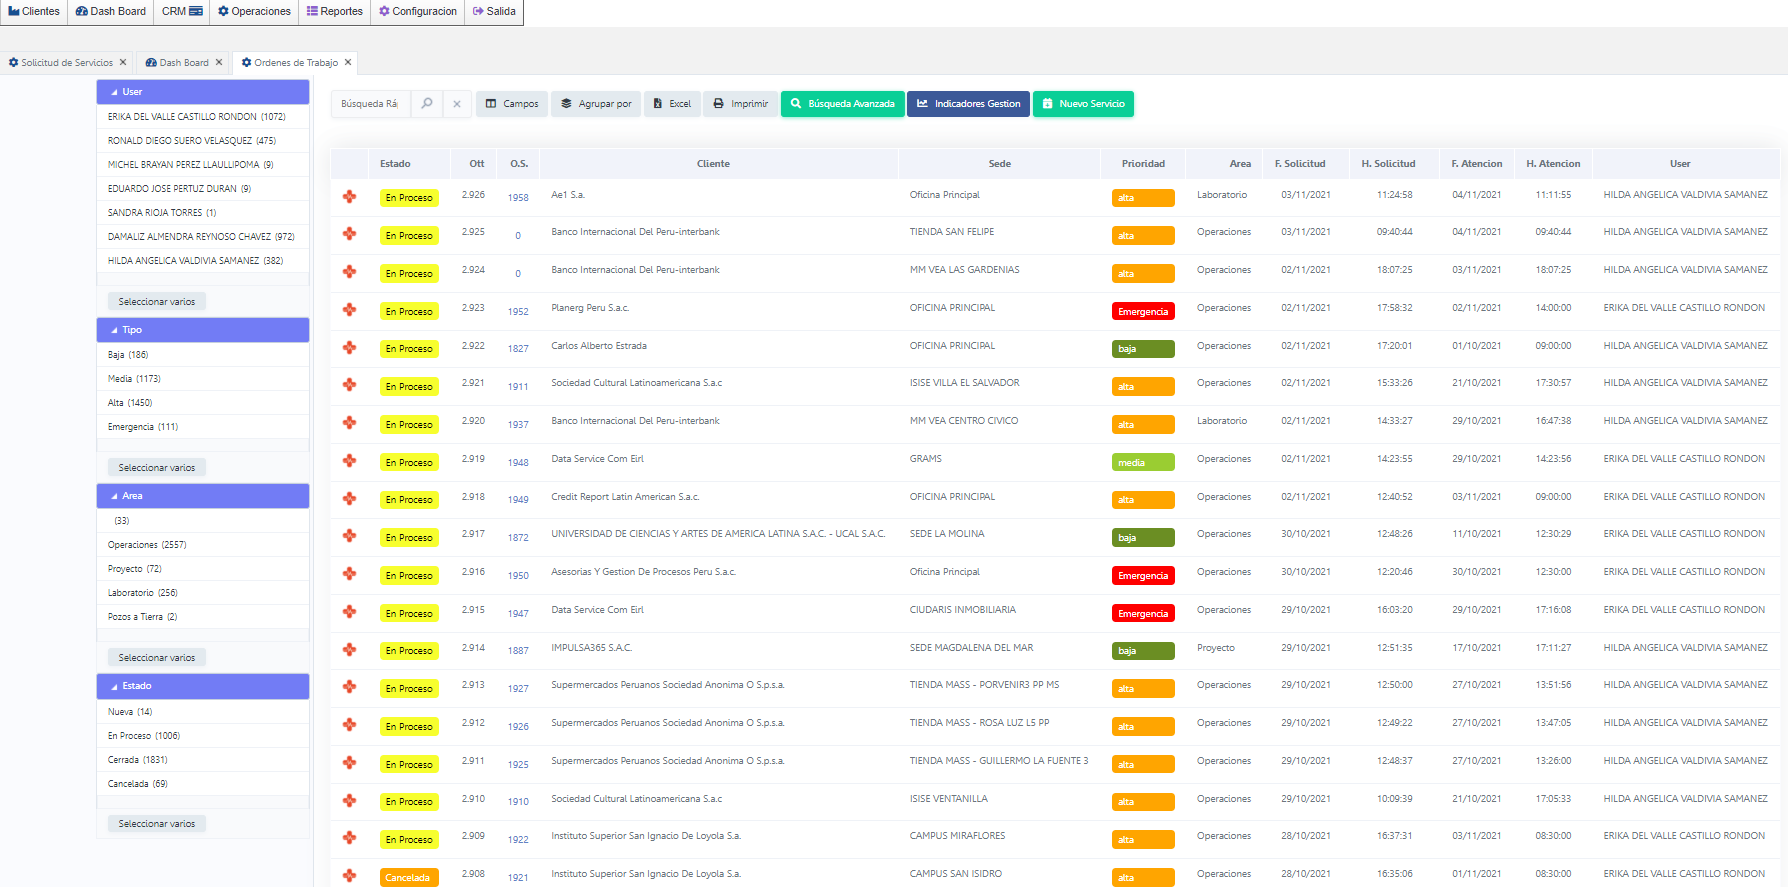 Clientes Dash Board CRM Operaciones Reportes Configuracion Salida
Solicitud de Servicios Dash Board Ordenes de Trabajo
User
ERIKA DEL VALLE CASTILLO RONDON (1072)
RONALD DIEGO SUERO VELASQUEZ (475)
MICHEL BRAYAN PEREZ LLAULLIPOMA (9)
EDUARDO JOSE PERTUZ DURAN (9)
SANDRA RIOJA TORRES (1)
DAMALIZ ALMENDRA REYNOSO CHAVEZ (972)
HILDA ANGELICA VALDIVIA SAMANEZ (382)
Seleccionar varios
Tipo
Baja (186)
Media (1173)
Alta (1450)
Emergencia (111)
Seleccionar varios
Area
(33)
Operaciones (2557)
Proyecto (72)
Laboratorio (256)
Pozos a Tierra (2)
Seleccionar varios
Estado
Nueva (14)
En Proceso (1006)
Cerrada (1831)
Cancelada (69)
Seleccionar varios
Búsqueda Rá Campos Agrupar por Excel Imprimir Búsqueda Avanzada Indicadores Gestion Nuevo Servicio
Estado Ott O.S. Cliente Sede Prioridad Area F. Solicitud H. Solicitud F. Atencion H. Atencion User
En Proceso 2.926 1958 Ae1 S.a. Oficina Principal alta Laboratorio 03/11/2021 11:24:58 04/11/2021 11:11:55 HILDA ANGELICA VALDIVIA SAMANEZ
En Proceso 2.925 0 Banco Internacional Del Peru-interbank TIENDA SAN FELIPE alta Operaciones 03/11/2021 09:40:44 04/11/2021 09:40:44 HILDA ANGELICA VALDIVIA SAMANEZ
En Proceso 2.924 0 Banco Internacional Del Peru-interbank MM VEA LAS GARDENIAS alta Operaciones 02/11/2021 18:07:25 03/11/2021 18:07:25 HILDA ANGELICA VALDIVIA SAMANEZ
En Proceso 2.923 1952 Planerg Peru S.a.c. OFICINA PRINCIPAL Emergencia Operaciones 02/11/2021 17:58:32 02/11/2021 14:00:00 ERIKA DEL VALLE CASTILLO RONDON
En Proceso 2.922 1827 Carlos Alberto Estrada OFICINA PRINCIPAL baja Operaciones 02/11/2021 17:20:01 01/10/2021 09:00:00 HILDA ANGELICA VALDIVIA SAMANEZ
En Proceso 2.921 1911 Sociedad Cultural Latinoamericana S.a.c ISISE VILLA EL SALVADOR alta Operaciones 02/11/2021 15:33:26 21/10/2021 17:30:57 HILDA ANGELICA VALDIVIA SAMANEZ
En Proceso 2.920 1937 Banco Internacional Del Peru-interbank MM VEA CENTRO CIVICO alta Laboratorio 02/11/2021 14:33:27 29/10/2021 16:47:38 HILDA ANGELICA VALDIVIA SAMANEZ
En Proceso 2.919 1948 Data Service Com Eirl GRAMS media Operaciones 02/11/2021 14:23:55 29/10/2021 14:23:56 ERIKA DEL VALLE CASTILLO RONDON
En Proceso 2.918 1949 Credit Report Latin American S.a.c. OFICINA PRINCIPAL alta Operaciones 02/11/2021 12:40:52 03/11/2021 09:00:00 ERIKA DEL VALLE CASTILLO RONDON
En Proceso 2.917 1872 UNIVERSIDAD DE CIENCIAS Y ARTES DE AMERICA LATINA S.A.C. - UCAL S.A.C. SEDE LA MOLINA baja Operaciones 30/10/2021 12:48:26 11/10/2021 12:30:29 ERIKA DEL VALLE CASTILLO RONDON
En Proceso 2.916 1950 Asesorias Y Gestion De Procesos Peru S.a.c. Oficina Principal Emergencia Operaciones 30/10/2021 12:20:46 30/10/2021 12:30:00 ERIKA DEL VALLE CASTILLO RONDON
En Proceso 2.915 1947 Data Service Com Eirl CIUDARIS INMOBILIARIA Emergencia Operaciones 29/10/2021 16:03:20 29/10/2021 17:16:08 ERIKA DEL VALLE CASTILLO RONDON
En Proceso 2.914 1887 IMPULSA365 S.A.C. SEDE MAGDALENA DEL MAR baja Proyecto 29/10/2021 12:51:35 17/10/2021 17:11:27 HILDA ANGELICA VALDIVIA SAMANEZ
En Proceso 2.913 1927 Supermercados Peruanos Sociedad Anonima O S.p.s.a. TIENDA MASS - PORVENIR3 PP MS alta Operaciones 29/10/2021 12:50:00 27/10/2021 13:51:56 HILDA ANGELICA VALDIVIA SAMANEZ
En Proceso 2.912 1926 Supermercados Peruanos Sociedad Anonima O S.p.s.a. TIENDA MASS - ROSA LUZ L5 PP alta Operaciones 29/10/2021 12:49:22 27/10/2021 13:47:05 HILDA ANGELICA VALDIVIA SAMANEZ
En Proceso 2.911 1925 Supermercados Peruanos Sociedad Anonima O S.p.s.a. TIENDA MASS - GUILLERMO LA FUENTE 3 alta Operaciones 29/10/2021 12:48:37 27/10/2021 13:26:00 HILDA ANGELICA VALDIVIA SAMANEZ
En Proceso 2.910 1910 Sociedad Cultural Latinoamericana S.a.c ISISE VENTANILLA alta Operaciones 29/10/2021 10:09:39 21/10/2021 17:05:33 HILDA ANGELICA VALDIVIA SAMANEZ
En Proceso 2.909 1922 Instituto Superior San Ignacio De Loyola S.a. CAMPUS MIRAFLORES alta Operaciones 28/10/2021 16:37:31 03/11/2021 08:30:00 ERIKA DEL VALLE CASTILLO RONDON
Cancelada 2.908 1921 Instituto Superior San Ignacio De Loyola S.a. CAMPUS SAN ISIDRO alta Operaciones 28/10/2021 16:35:06 01/11/2021 08:30:00 ERIKA DEL VALLE CASTILLO RONDON